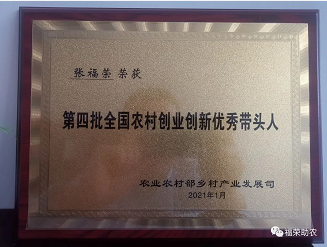 张福荣 荣获
第四批全国农村创业创新优秀带头人
农业农村部乡村产业发展司
2021年1月
福荣助农